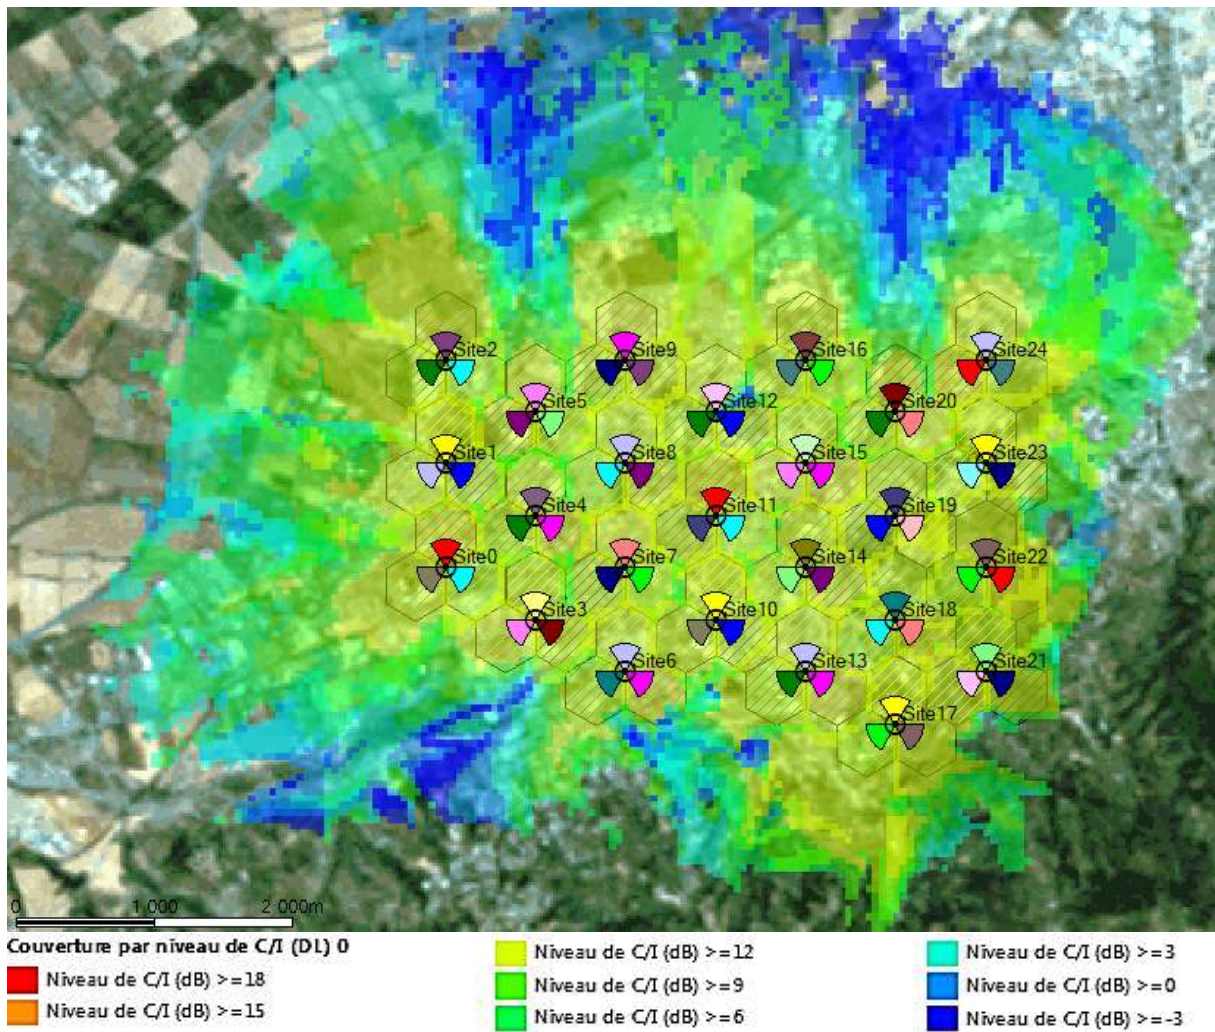 Site2
Site9
Site16
Site24
Site5
Site12
Site20
Site1
Site8
Site15
Site23
Site4
Site11
Site19
Site0
Site7
Site14
Site22
Site3
Site10
Site18
Site6
Site13
Site21
Site17
0 1 000 2 000m
Couverture par niveau de C/I (DL) 0
Niveau de C/I (dB) >=18
Niveau de C/I (dB) >=15
Niveau de C/I (dB) >=12
Niveau de C/I (dB) >=9
Niveau de C/I (dB) >=6
Niveau de C/I (dB) >=3
Niveau de C/I (dB) >=0
Niveau de C/I (dB) >=-3